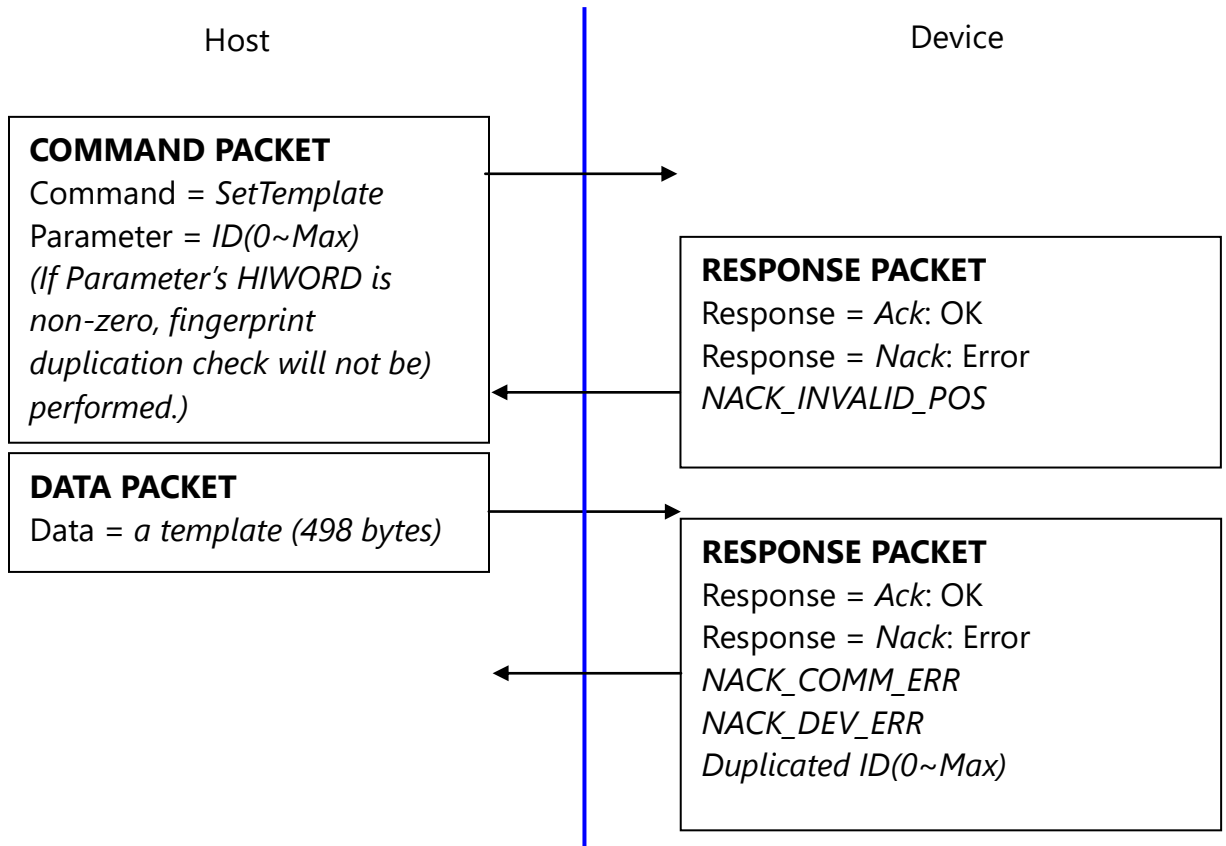 Host
Device
COMMAND PACKET
Command = SetTemplate
Parameter = ID(0~Max)
(If Parameter's HIWORD is
non-zero, fingerprint
duplication check will not be)
performed.)
RESPONSE PACKET
Response = Ack: OK
Response = Nack: Error
NACK_INVALID_POS
DATA PACKET
Data = a template (498 bytes)
RESPONSE PACKET
Response = Ack: OK
Response = Nack: Error
NACK_COMM_ERR
NACK_DEV_ERR
Duplicated ID(0~Max)